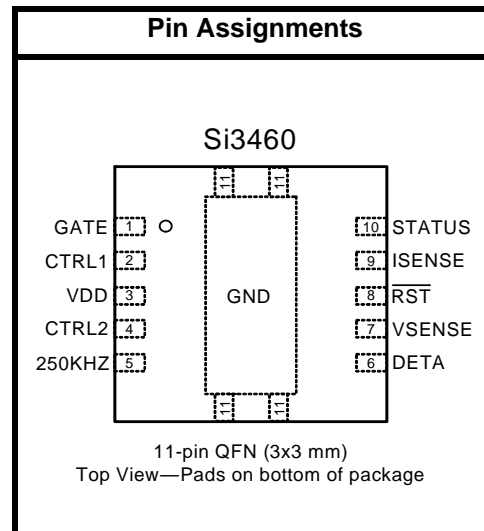 Pin Assignments
Si3460
11 11
GATE 1 10 STATUS
CTRL1 2 9 ISENSE
VDD 3 GND 8 RST
CTRL2 4 7 VSENSE
250KHZ 5 6 DETA
11 11
11-pin QFN (3x3 mm)
Top View—Pads on bottom of package